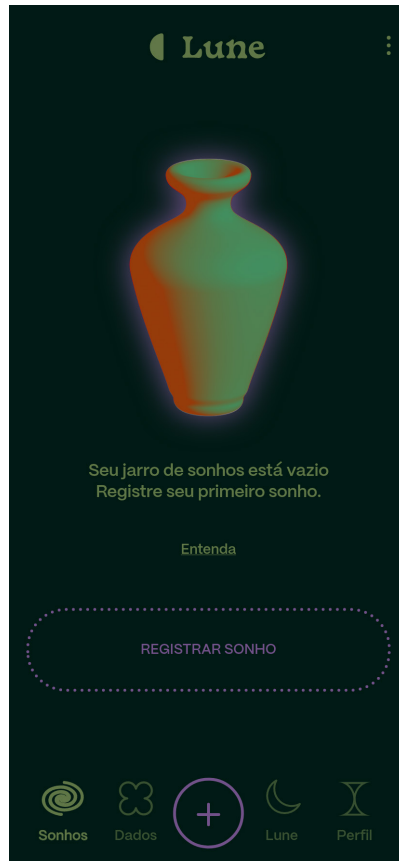 Lune
Seu jarro de sonhos está vazio
Registre seu primeiro sonho.
Entenda
REGISTRAR SONHO
Sonhos
Dados
Lune
Perfil